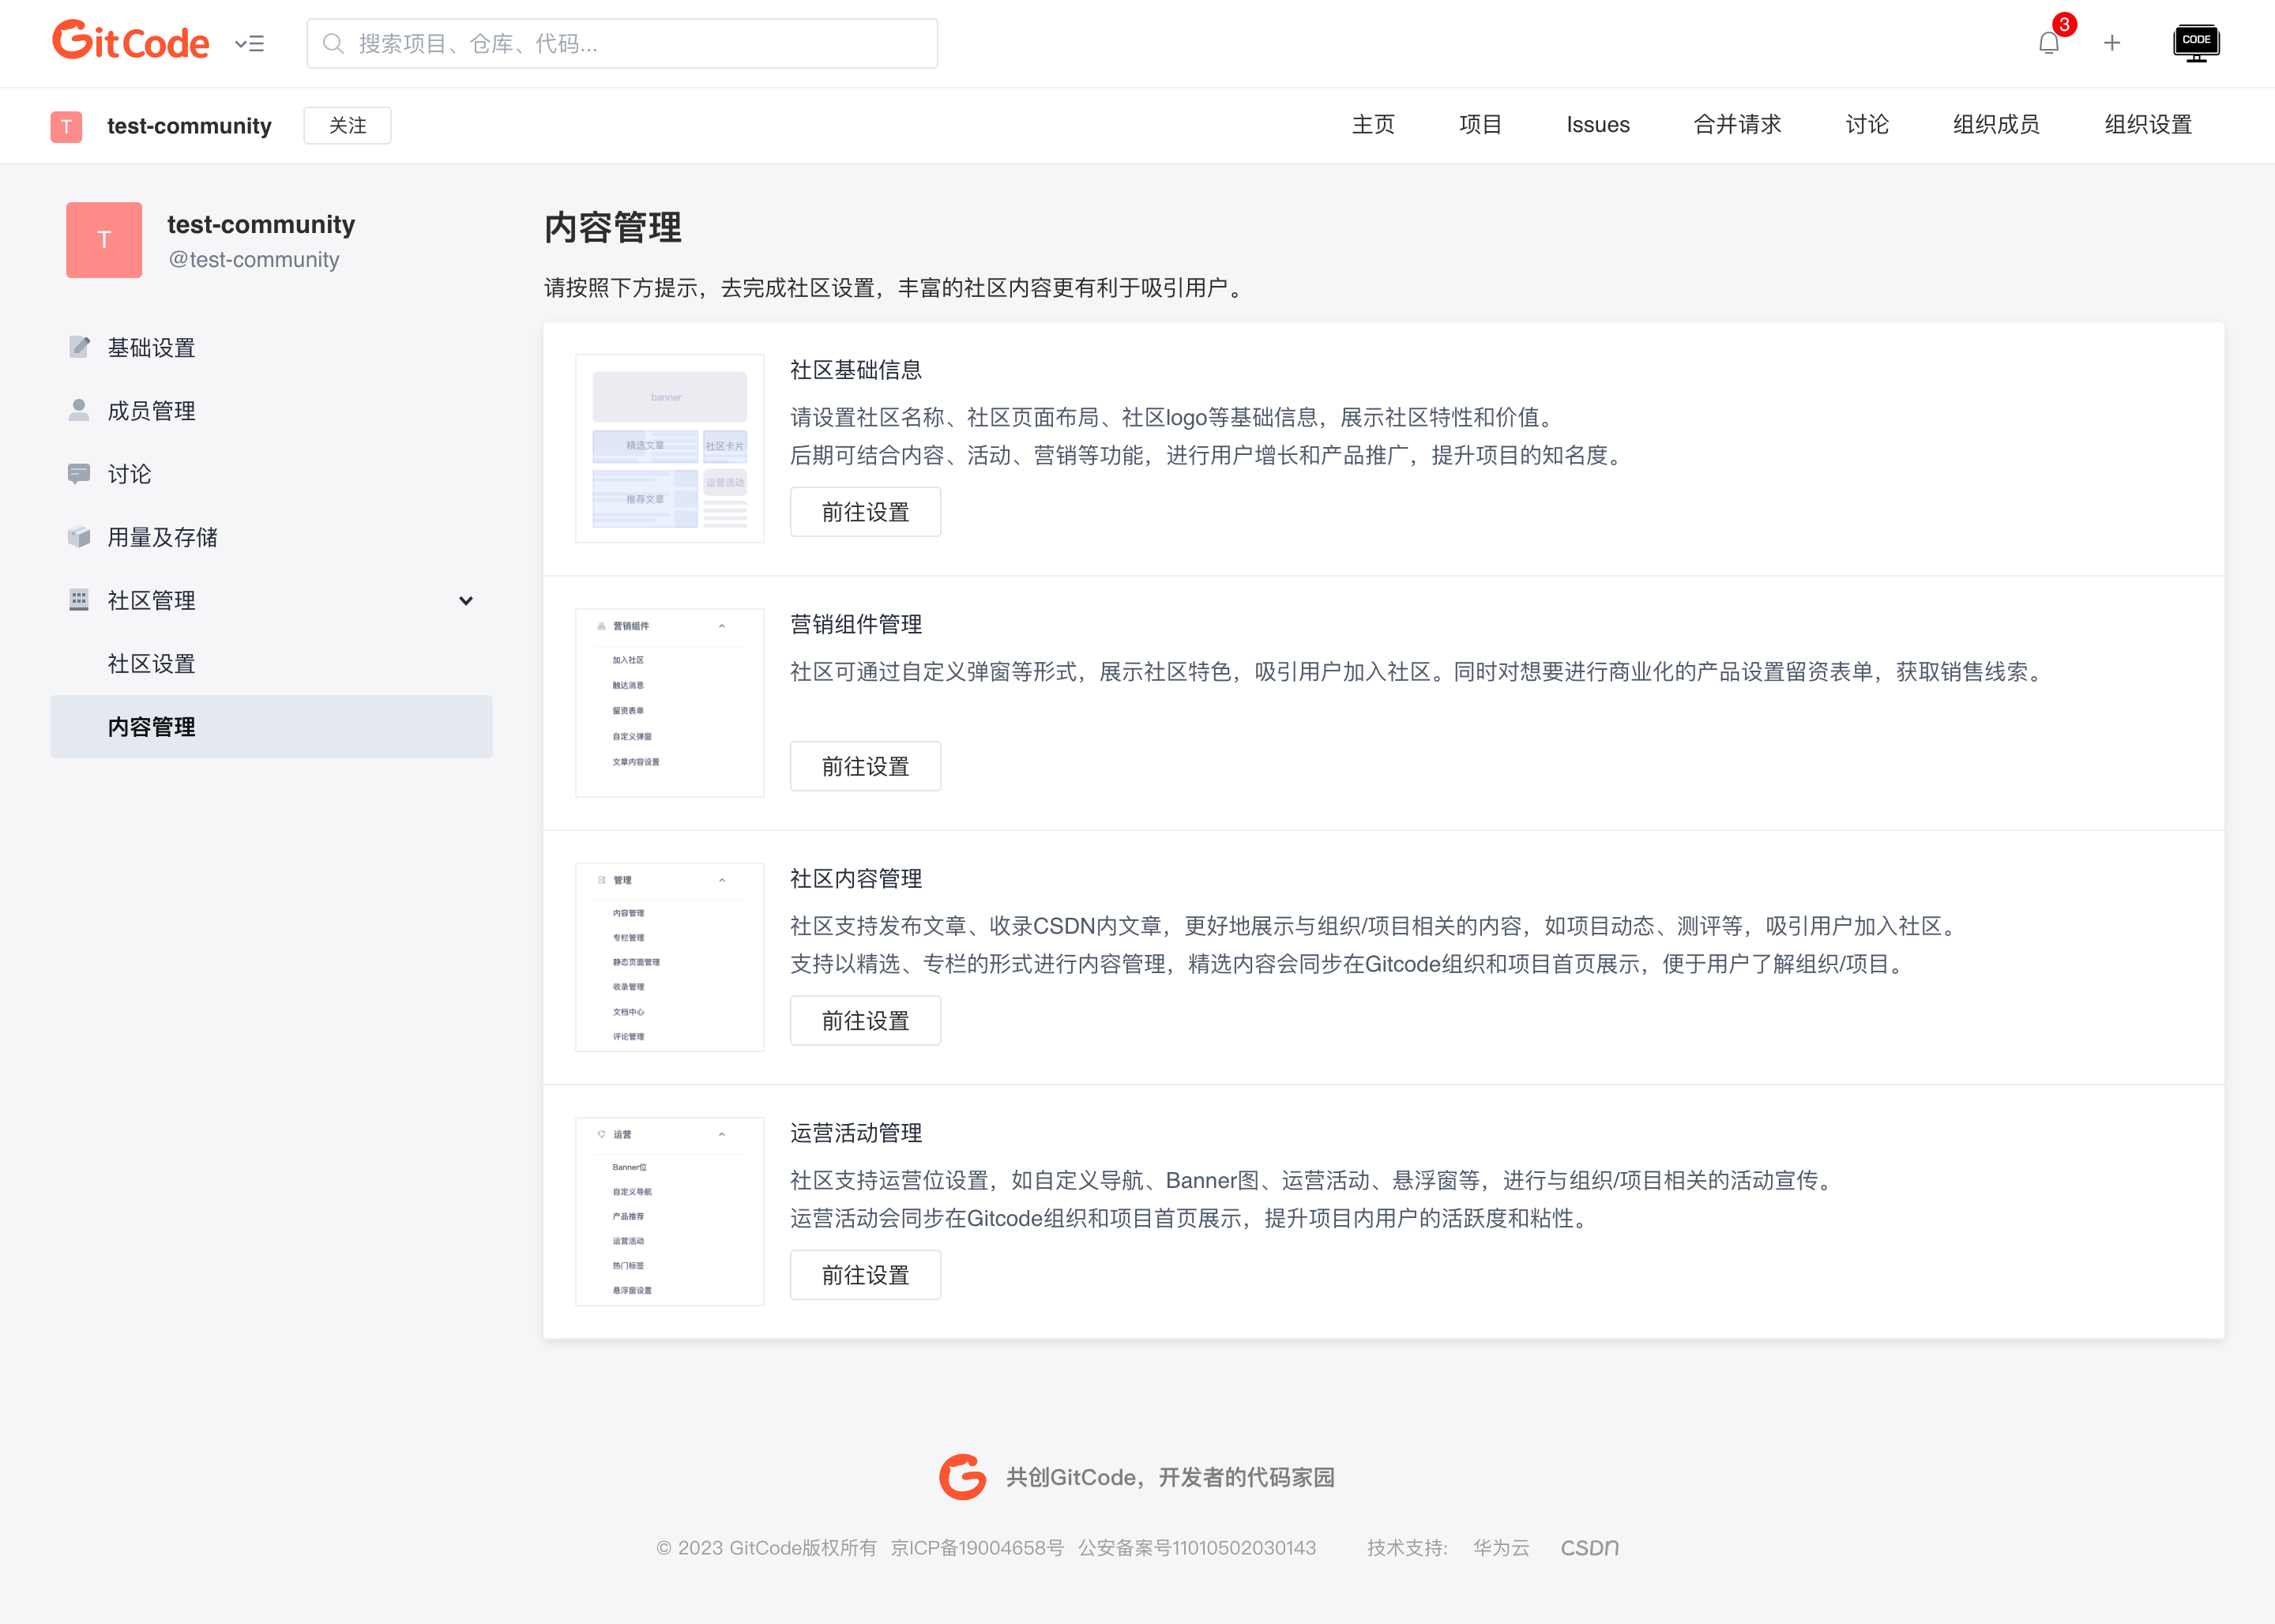 GitCode
搜索项目、仓库、代码...
3
CODE
T
test-community
关注
主页
项目
Issues
合并请求
讨论
组织成员
组织设置
T
test-community
@test-community
基础设置
成员管理
讨论
用量及存储
社区管理
社区设置
内容管理
内容管理
请按照下方提示，去完成社区设置，丰富的社区内容更有利于吸引用户。
banner
精选文章
社区卡片
推荐文章
运营活动
社区基础信息
请设置社区名称、社区页面布局、社区logo等基础信息，展示社区特性和价值。
后期可结合内容、活动、营销等功能，进行用户增长和产品推广，提升项目的知名度。
前往设置
营销组件
加入社区
触达消息
留资表单
自定义弹窗
文章内容设置
营销组件管理
社区可通过自定义弹窗等形式，展示社区特色，吸引用户加入社区。同时对想要进行商业化的产品设置留资表单，获取销售线索。
前往设置
管理
内容管理
专栏管理
静态页面管理
收录管理
文档中心
评论管理
社区内容管理
社区支持发布文章、收录CSDN内文章，更好地展示与组织/项目相关的内容，如项目动态、测评等，吸引用户加入社区。
支持以精选、专栏的形式进行内容管理，精选内容会同步在Gitcode组织和项目首页展示，便于用户了解组织/项目。
前往设置
运营
Banner位
自定义导航
产品推荐
运营活动
热门标签
悬浮窗设置
运营活动管理
社区支持运营位设置，如自定义导航、Banner图、运营活动、悬浮窗等，进行与组织/项目相关的活动宣传。
运营活动会同步在Gitcode组织和项目首页展示，提升项目内用户的活跃度和粘性。
前往设置
共创GitCode，开发者的代码家园
© 2023 GitCode版权所有 京ICP备19004658号 公安备案号11010502030143 技术支持: 华为云 CSDN